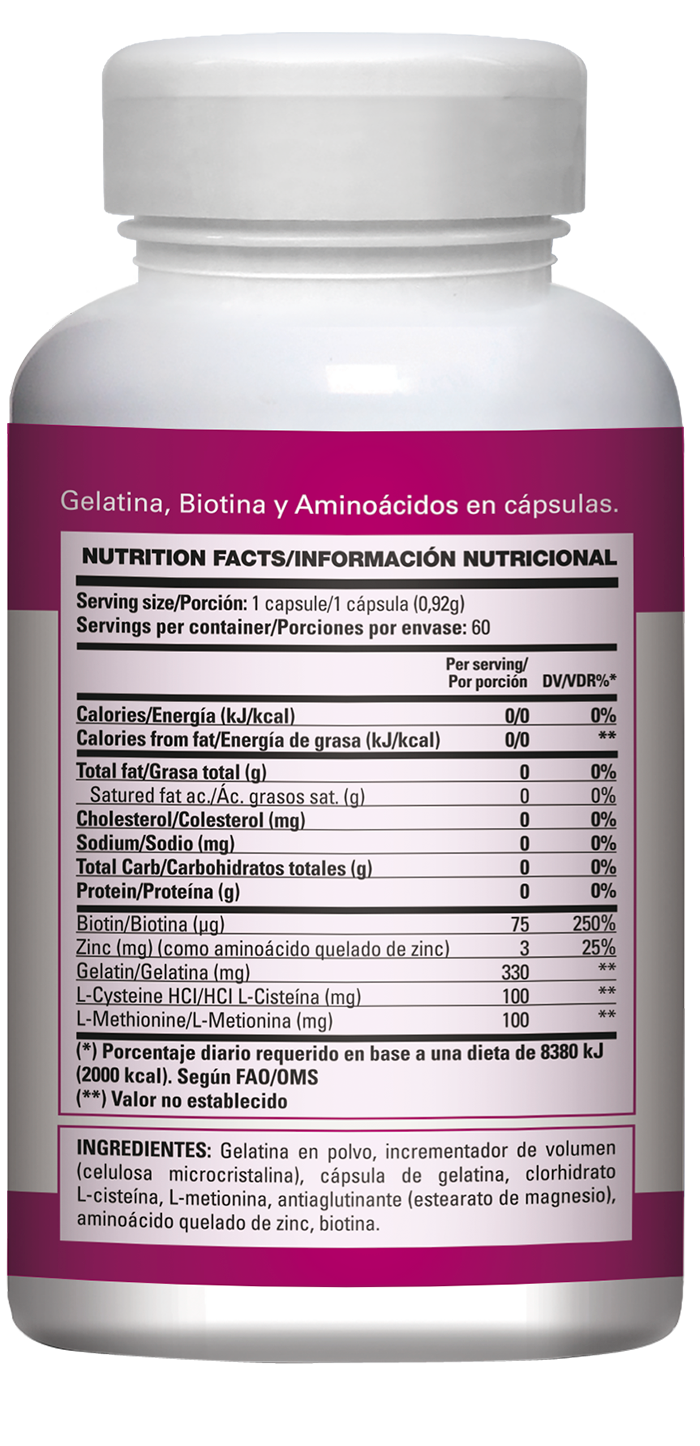 Gelatina, Biotina y Aminoácidos en cápsulas.
NUTRITION FACTS/INFORMACIÓN NUTRICIONAL
Serving size/Porción: 1 capsule/1 cápsula (0,92g)
Servings per container/Porciones por envase: 60
Per serving/
Por porción DV/VDR%*
Calories/Energía (kJ/kcal) 0/0 0%
Calories from fat/Energía de grasa (kJ/kcal) 0/0 **
Total fat/Grasa total (g) 0 0%
Satured fat ac./Ác. grasos sat. (g) 0 0%
Cholesterol/Colesterol (mg) 0 0%
Sodium/Sodio (mg) 0 0%
Total Carb/Carbohidratos totales (g) 0 0%
Protein/Proteína (g) 0 0%
Biotin/Biotina (µg) 75 250%
Zinc (mg) (como aminoácido quelado de zinc) 3 25%
Gelatin/Gelatina (mg) 330 **
L-Cysteine HCl/HCl L-Cisteína (mg) 100 **
L-Methionine/L-Metionina (mg) 100 **
(*) Porcentaje diario requerido en base a una dieta de 8380 kJ
(2000 kcal). Según FAO/OMS
(**) Valor no establecido
INGREDIENTES: Gelatina en polvo, incrementador de volumen
(celulosa microcristalina), cápsula de gelatina, clorhidrato
L-cisteína, L-metionina, antiaglutinante (estearato de magnesio),
aminoácido quelado de zinc, biotina.